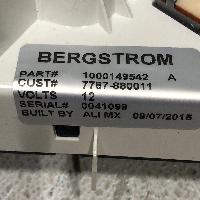 BERGSTROM
PART# 1000149542 A
CUST# 7787-880011
VOLTS 12
SERIAL# 0041099
BUILT BY ALI MX 09/07/2015